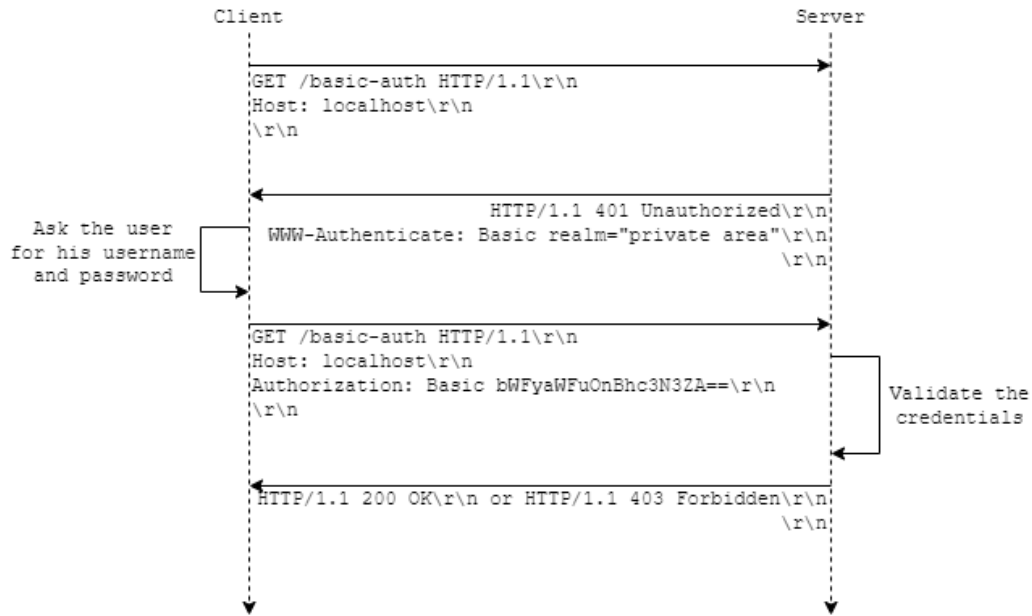 Client
Server
GET /basic-auth HTTP/1.1\r\n
Host: localhost\r\n
\r\n
HTTP/1.1 401 Unauthorized\r\n
WWW-Authenticate: Basic realm="private area"\r\n
\r\n
Ask the user
for his username
and password
GET /basic-auth HTTP/1.1\r\n
Host: localhost\r\n
Authorization: Basic bWFyaWFuOnBhc3N3ZA==\r\n
\r\n
Validate the
credentials
HTTP/1.1 200 OK\r\n or HTTP/1.1 403 Forbidden\r\n
\r\n